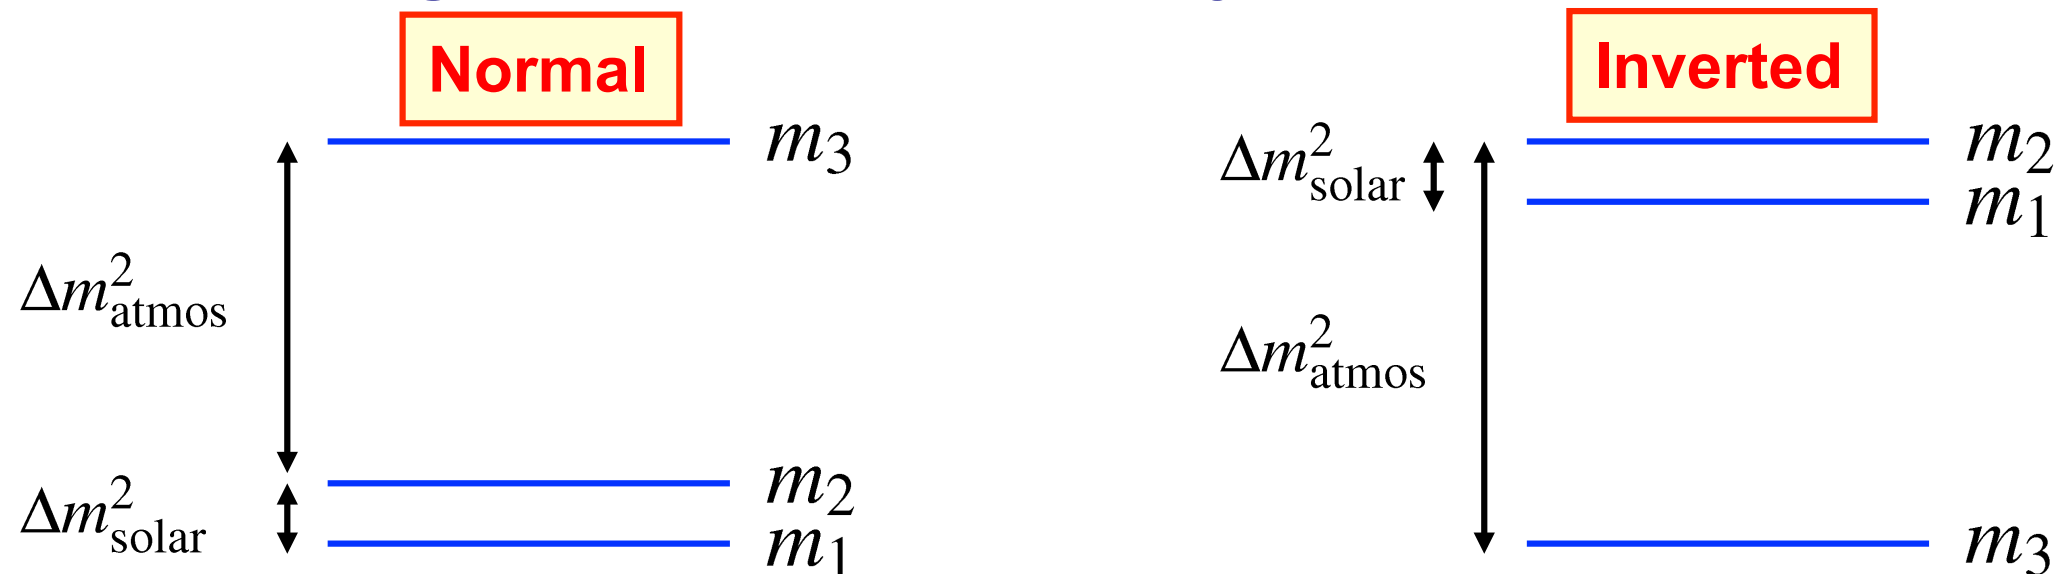 Normal
Δm²atmos
Δm²solar
m₃
m₂
m₁
Inverted
Δm²solar
Δm²atmos
m₂
m₁
m₃